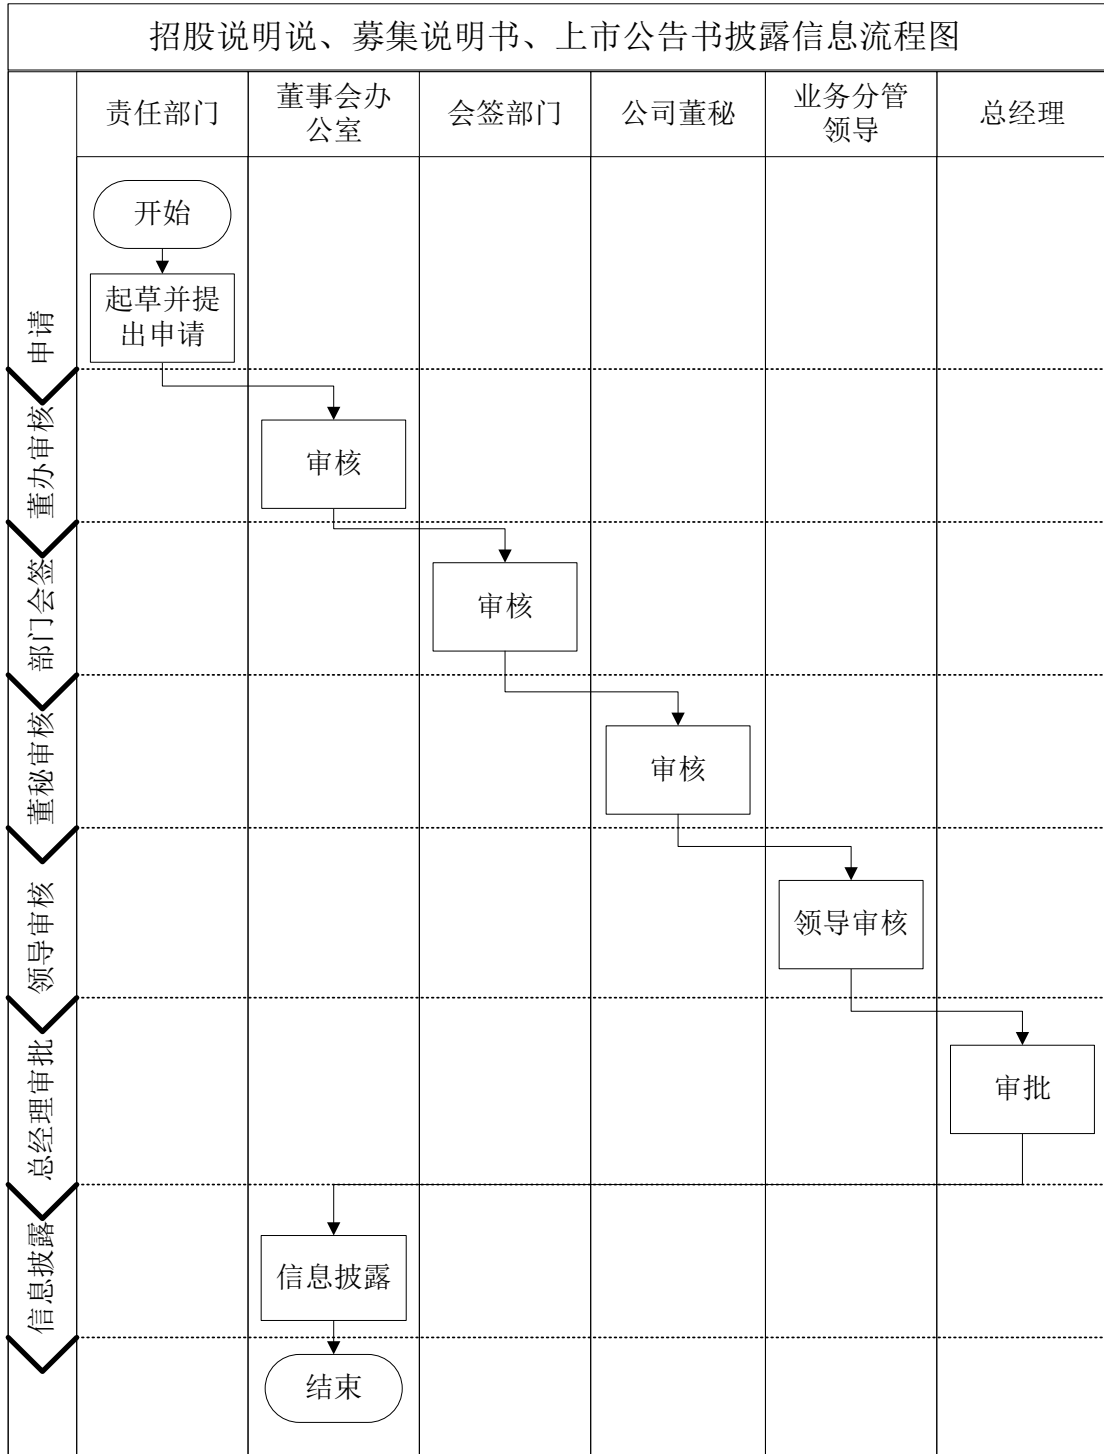 招股说明说、募集说明书、上市公告书披露信息流程图
责任部门
董事会办
公室
会签部门
公司董秘
业务分管
领导
总经理
申请
开始
起草并提
出申请
董办审核
审核
部门会签
审核
董秘审核
审核
领导审核
领导审核
总经理审批
审批
信息披露
信息披露
结束